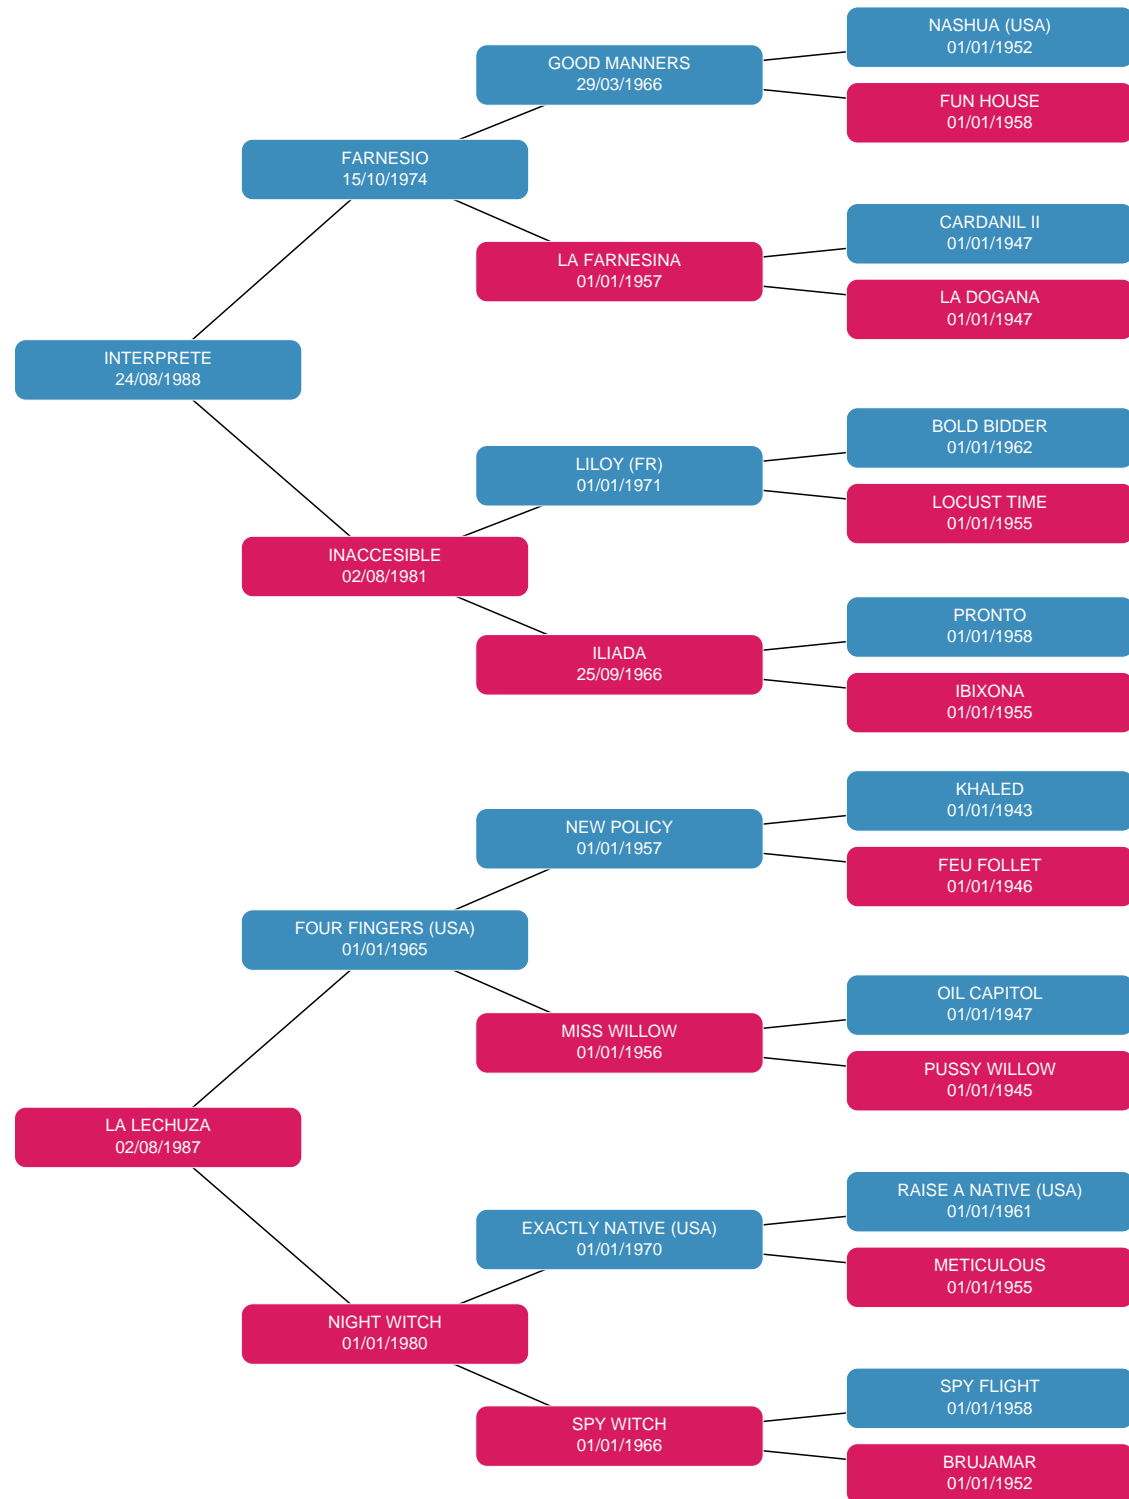 NASHUA (USA)
01/01/1952
GOOD MANNERS
29/03/1966
FUN HOUSE
01/01/1958
FARNESIO
15/10/1974
CARDANIL II
01/01/1947
LA FARNESINA
01/01/1957
LA DOGANA
01/01/1947
INTERPRETE
24/08/1988
BOLD BIDDER
01/01/1962
LILOY (FR)
01/01/1971
LOCUST TIME
01/01/1955
INACCESIBLE
02/08/1981
PRONTO
01/01/1958
ILIADA
25/09/1966
IBIXONA
01/01/1955
KHALED
01/01/1943
NEW POLICY
01/01/1957
FEU FOLLET
01/01/1946
FOUR FINGERS (USA)
01/01/1965
OIL CAPITOL
01/01/1947
MISS WILLOW
01/01/1956
PUSSY WILLOW
01/01/1945
LA LECHUZA
02/08/1987
RAISE A NATIVE (USA)
01/01/1961
EXACTLY NATIVE (USA)
01/01/1970
METICULOUS
01/01/1955
NIGHT WITCH
01/01/1980
SPY FLIGHT
01/01/1958
SPY WITCH
01/01/1966
BRUJAMAR
01/01/1952